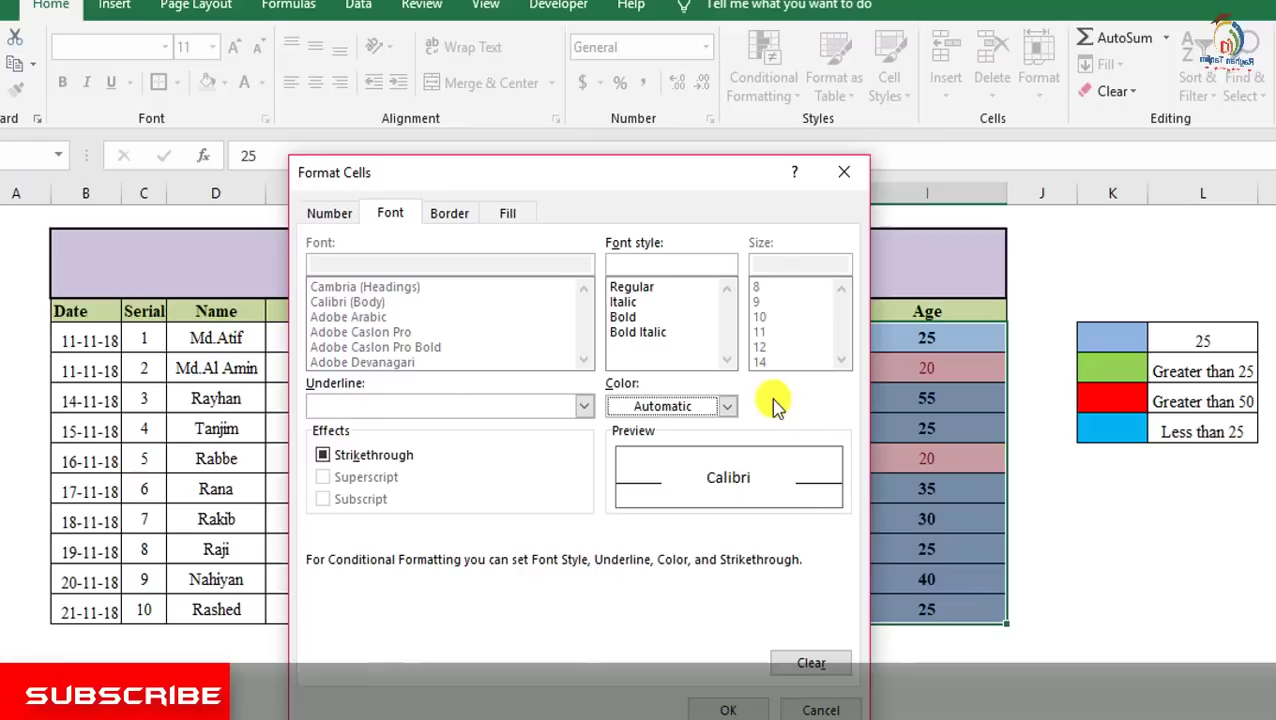 Home Insert Page Layout Formulas Data Review View Developer Help Tell me what you want to do
11 Wrap Text General AutoSum
B I U Merge & Center $ % Conditional Formatting Format as Table Cell Styles Insert Delete Format Fill Clear Sort & Filter Find & Select
ard Font Alignment Number Styles Cells Editing
fx 25
A B C D I J K L
Date Serial Name Age
11-11-18 1 Md.Atif 25
11-11-18 2 Md.Al Amin 20
14-11-18 3 Rayhan 55
15-11-18 4 Tanjim 25
16-11-18 5 Rabbe 20
17-11-18 6 Rana 35
18-11-18 7 Rakib 30
19-11-18 8 Raji 25
20-11-18 9 Nahiyan 40
21-11-18 10 Rashed 25
25
Greater than 25
Greater than 50
Less than 25
Format Cells ?
Number Font Border Fill
Font: Font style: Size:
Cambria (Headings) Regular 8
Calibri (Body) Italic 9
Adobe Arabic Bold 10
Adobe Caslon Pro Bold Italic 11
Adobe Caslon Pro Bold 12
Adobe Devanagari 14
Underline: Color:
Automatic
Effects Preview
Strikethrough
Superscript Calibri
Subscript
For Conditional Formatting you can set Font Style, Underline, Color, and Strikethrough.
Clear
OK Cancel
SUBSCRIBE